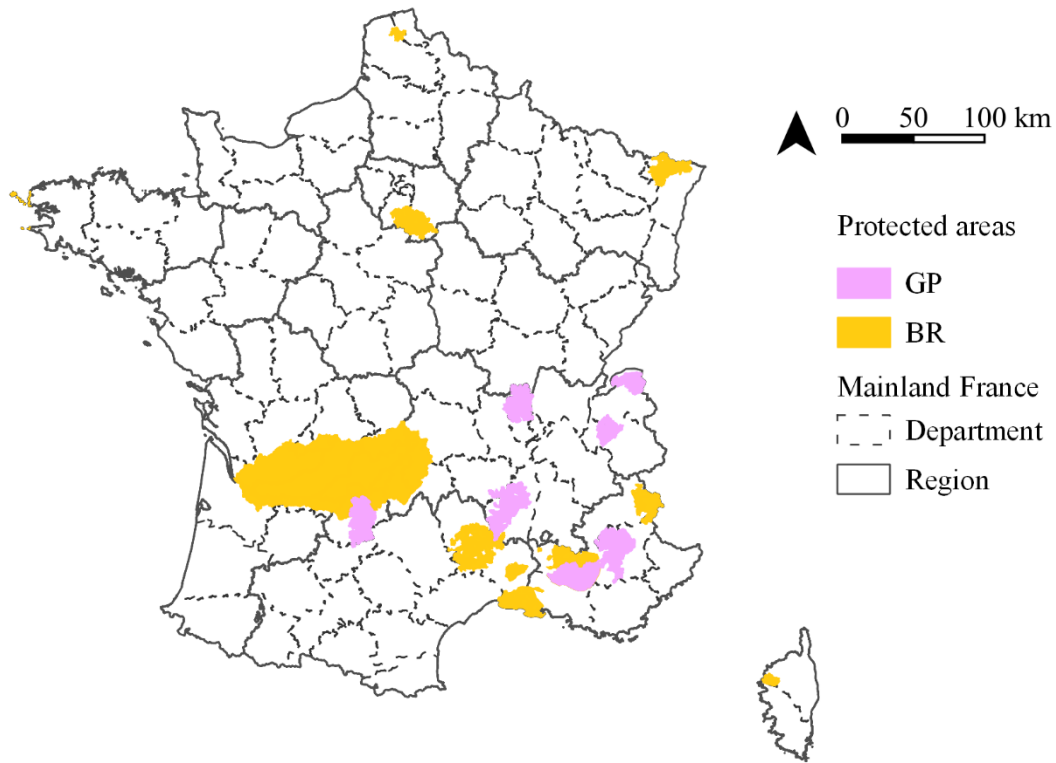 0 50 100 km
Protected areas
GP
BR
Mainland France
Department
Region